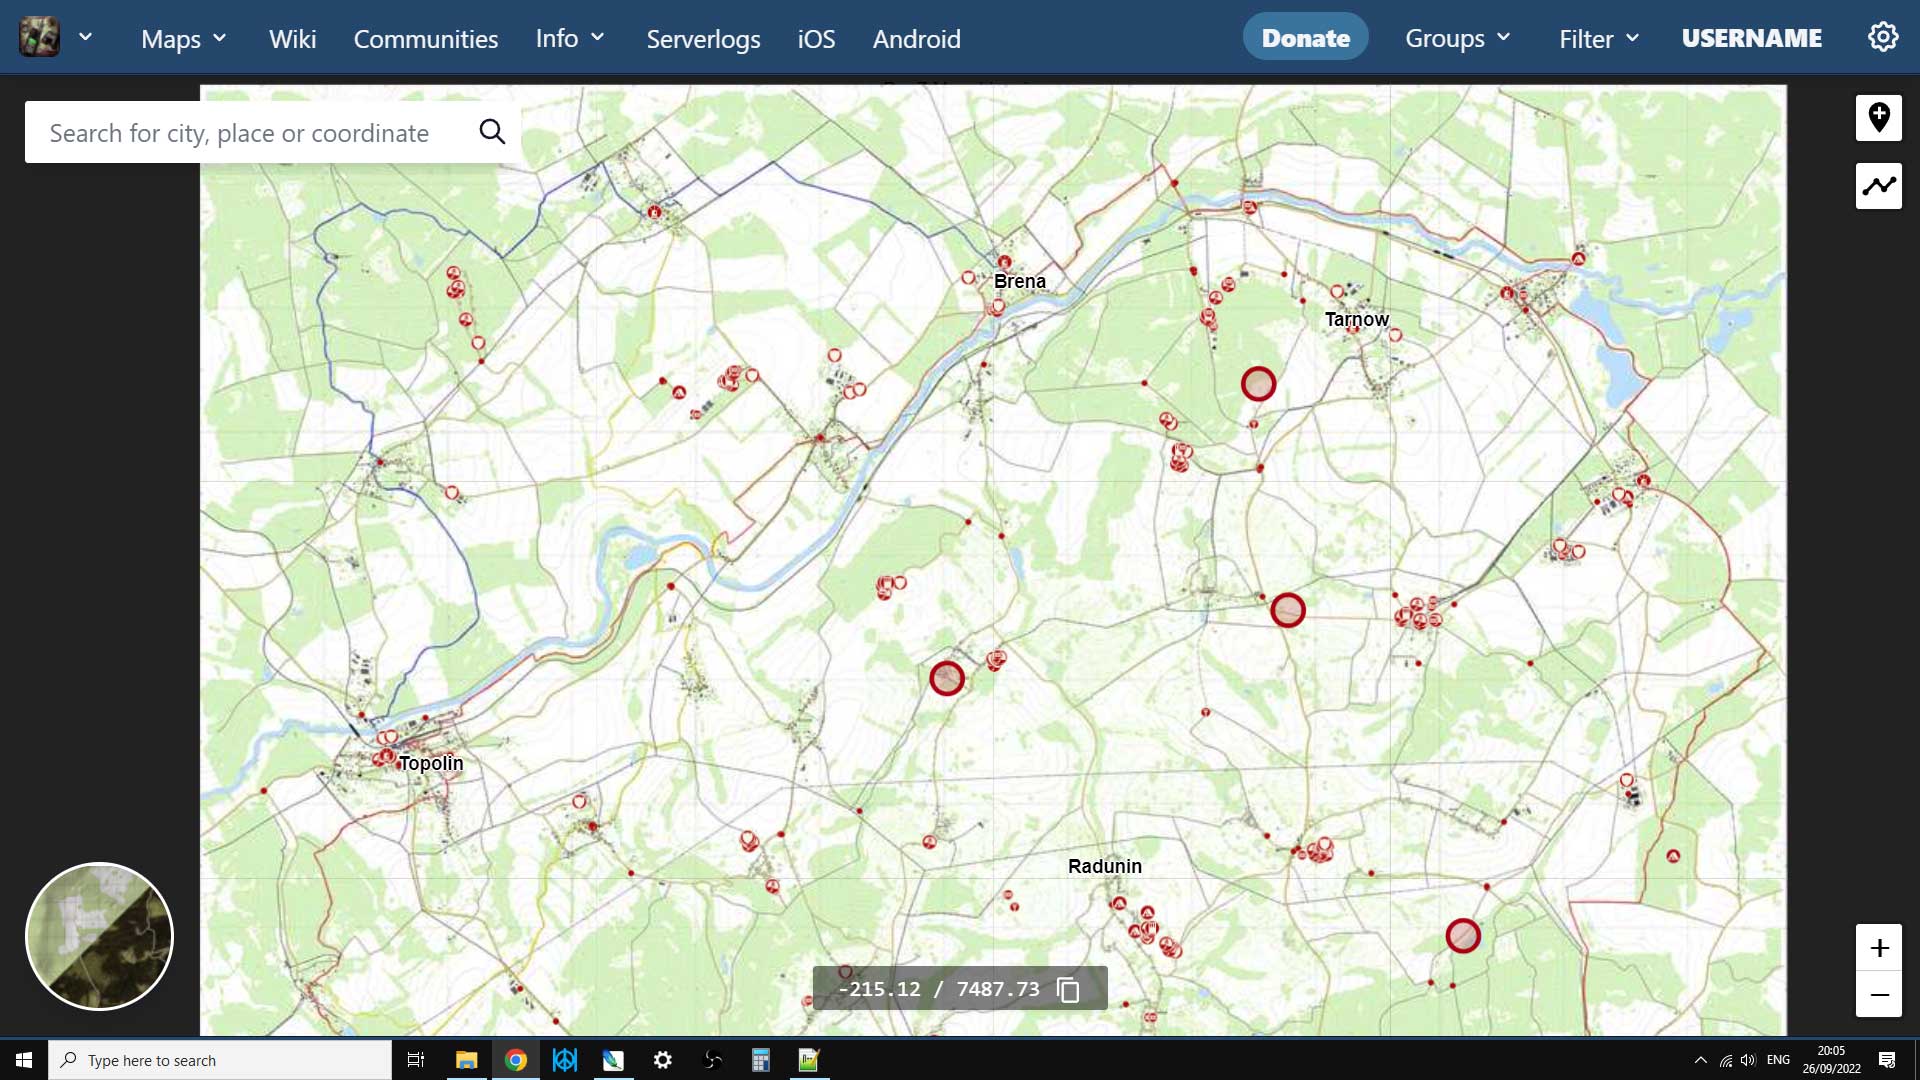 Maps
Wiki
Communities
Info
Serverlogs
iOS
Android
Donate
Groups
Filter
USERNAME
Search for city, place or coordinate
Brena
Tarnow
Topolin
Radunin
-215.12 / 7487.73
+
−
Type here to search
ENG
20:05
26/09/2022